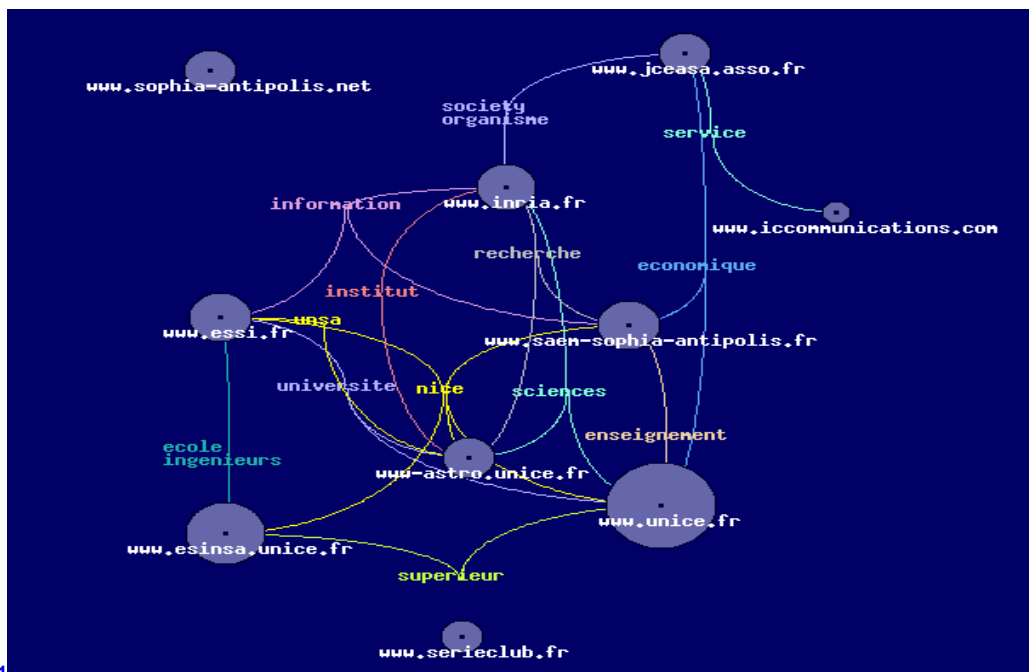 www.jceasa.asso.fr
www.sophia-antipolis.net
society
organisme
service
information
www.inria.fr
www.iccommunications.com
recherche
economique
institut
unsa
www.essi.fr
www.saem-sophia-antipolis.fr
universite
nice
sciences
enseignement
ecole
ingenieurs
www-astro.unice.fr
www.unice.fr
www.esinsa.unice.fr
superieur
www.serieclub.fr